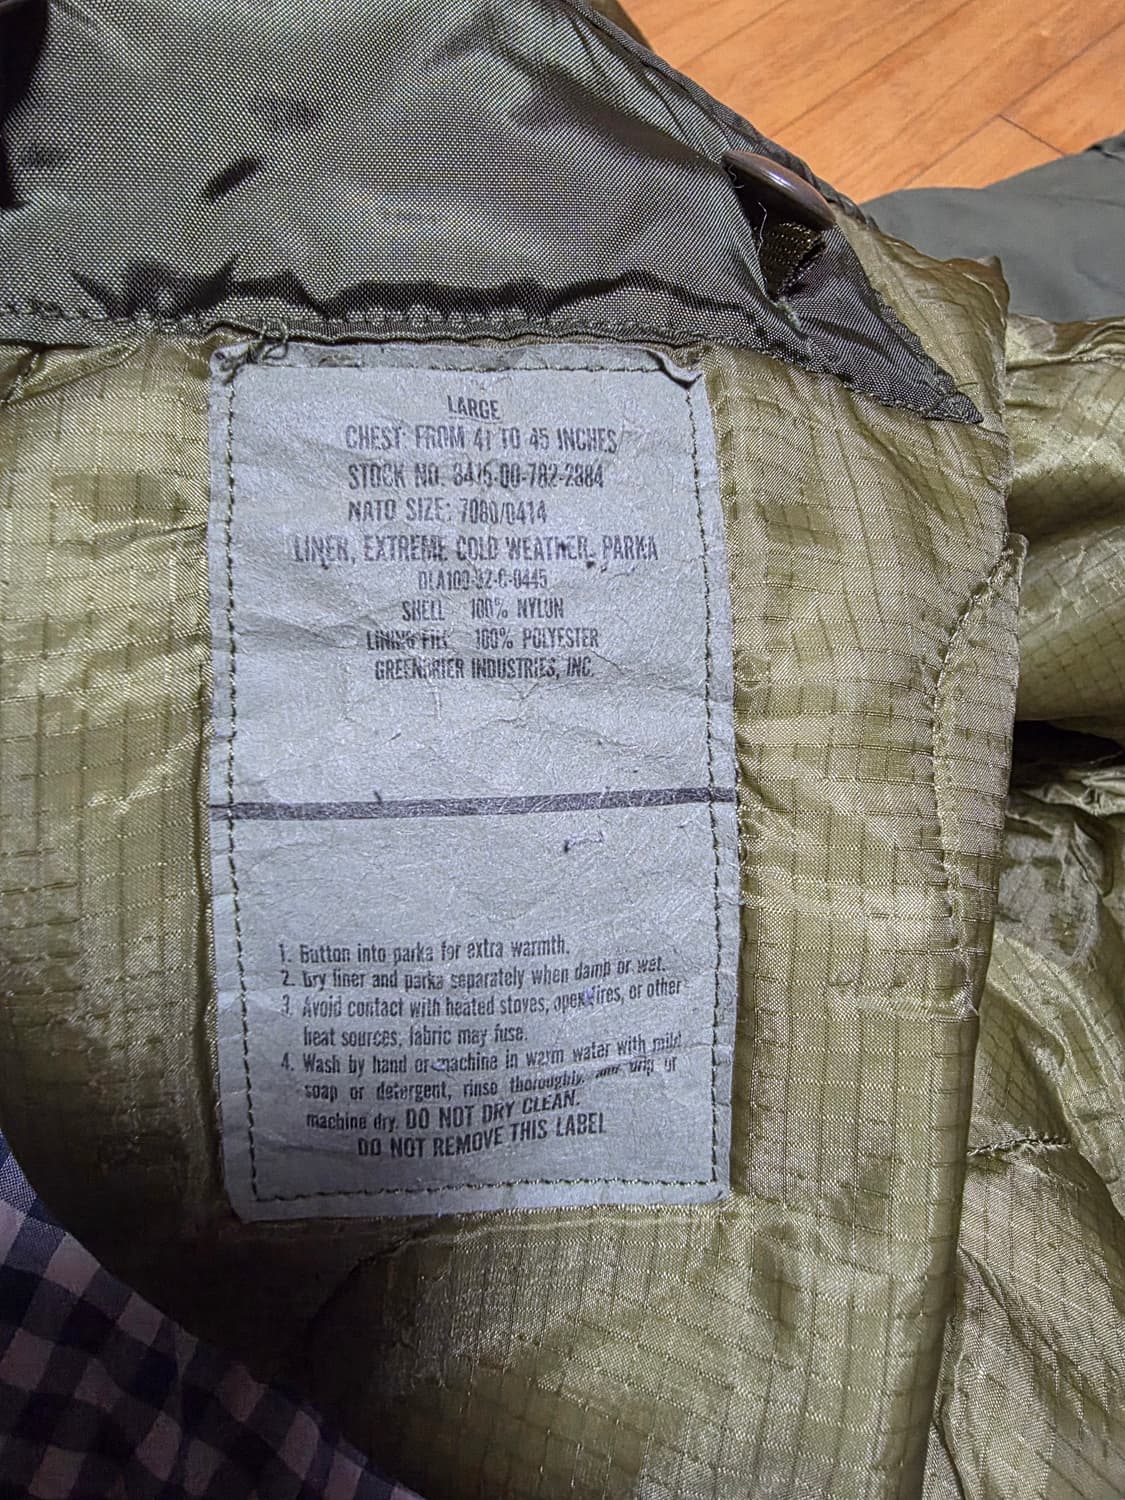 LARGE
CHEST FROM 41 TO 45 INCHES
STOCK NO. 8415-00-782-2884
NATO SIZE: 7080/0414
LINER, EXTREME COLD WEATHER, PARKA
DLA100-82-C-0445
SHELL 100% NYLON
LINING FILL 100% POLYESTER
GREENBRIER INDUSTRIES, INC.
1. Button into parka for extra warmth.
2. Dry liner and parka separately when damp or wet.
3. Avoid contact with heated stoves, open fires, or other
heat sources, fabric may fuse.
4. Wash by hand or machine in warm water with mild
soap or detergent, rinse thoroughly, and drip or
machine dry. DO NOT DRY CLEAN.
DO NOT REMOVE THIS LABEL